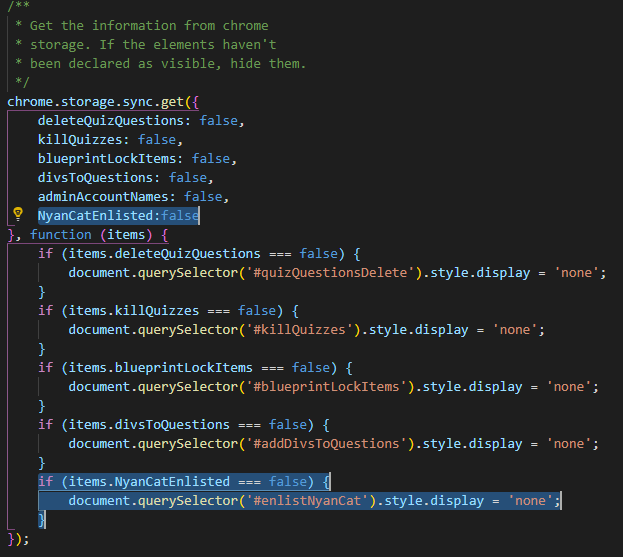 /**
 * Get the information from chrome
 * storage. If the elements haven't
 * been declared as visible, hide them.
 */
chrome.storage.sync.get({
    deleteQuizQuestions: false,
    killQuizzes: false,
    blueprintLockItems: false,
    divsToQuestions: false,
    adminAccountNames: false,
    NyanCatEnlisted:false
}, function (items) {
    if (items.deleteQuizQuestions === false) {
        document.querySelector('#quizQuestionsDelete').style.display = 'none';
    }
    if (items.killQuizzes === false) {
        document.querySelector('#killQuizzes').style.display = 'none';
    }
    if (items.blueprintLockItems === false) {
        document.querySelector('#blueprintLockItems').style.display = 'none';
    }
    if (items.divsToQuestions === false) {
        document.querySelector('#addDivsToQuestions').style.display = 'none';
    }
    if (items.NyanCatEnlisted === false) {
        document.querySelector('#enlistNyanCat').style.display = 'none';
    }
});